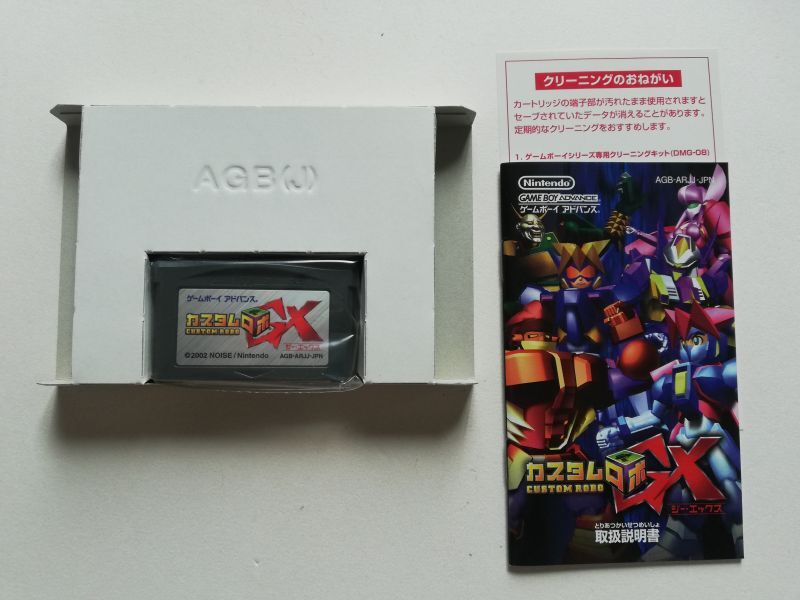 AGB(J)
ゲームボーイ アドバンス®
カスタムロボGX
CUSTOM ROBO
ジー・エックス
©2002 NOISE/Nintendo AGB-ARJJ-JPN
クリーニングのおねがい
カートリッジの端子部が汚れたまま使用されますと
セーブされていたデータが消えることがあります。
定期的なクリーニングをおすすめします。
1. ゲームボーイシリーズ専用クリーニングキット(DMG-08)
Nintendo AGB-ARJJ-JPN
GAME BOY ADVANCE
ゲームボーイ アドバンス®
カスタムロボGX
CUSTOM ROBO
ジー・エックス
とりあつかいせつめいしょ
取扱説明書